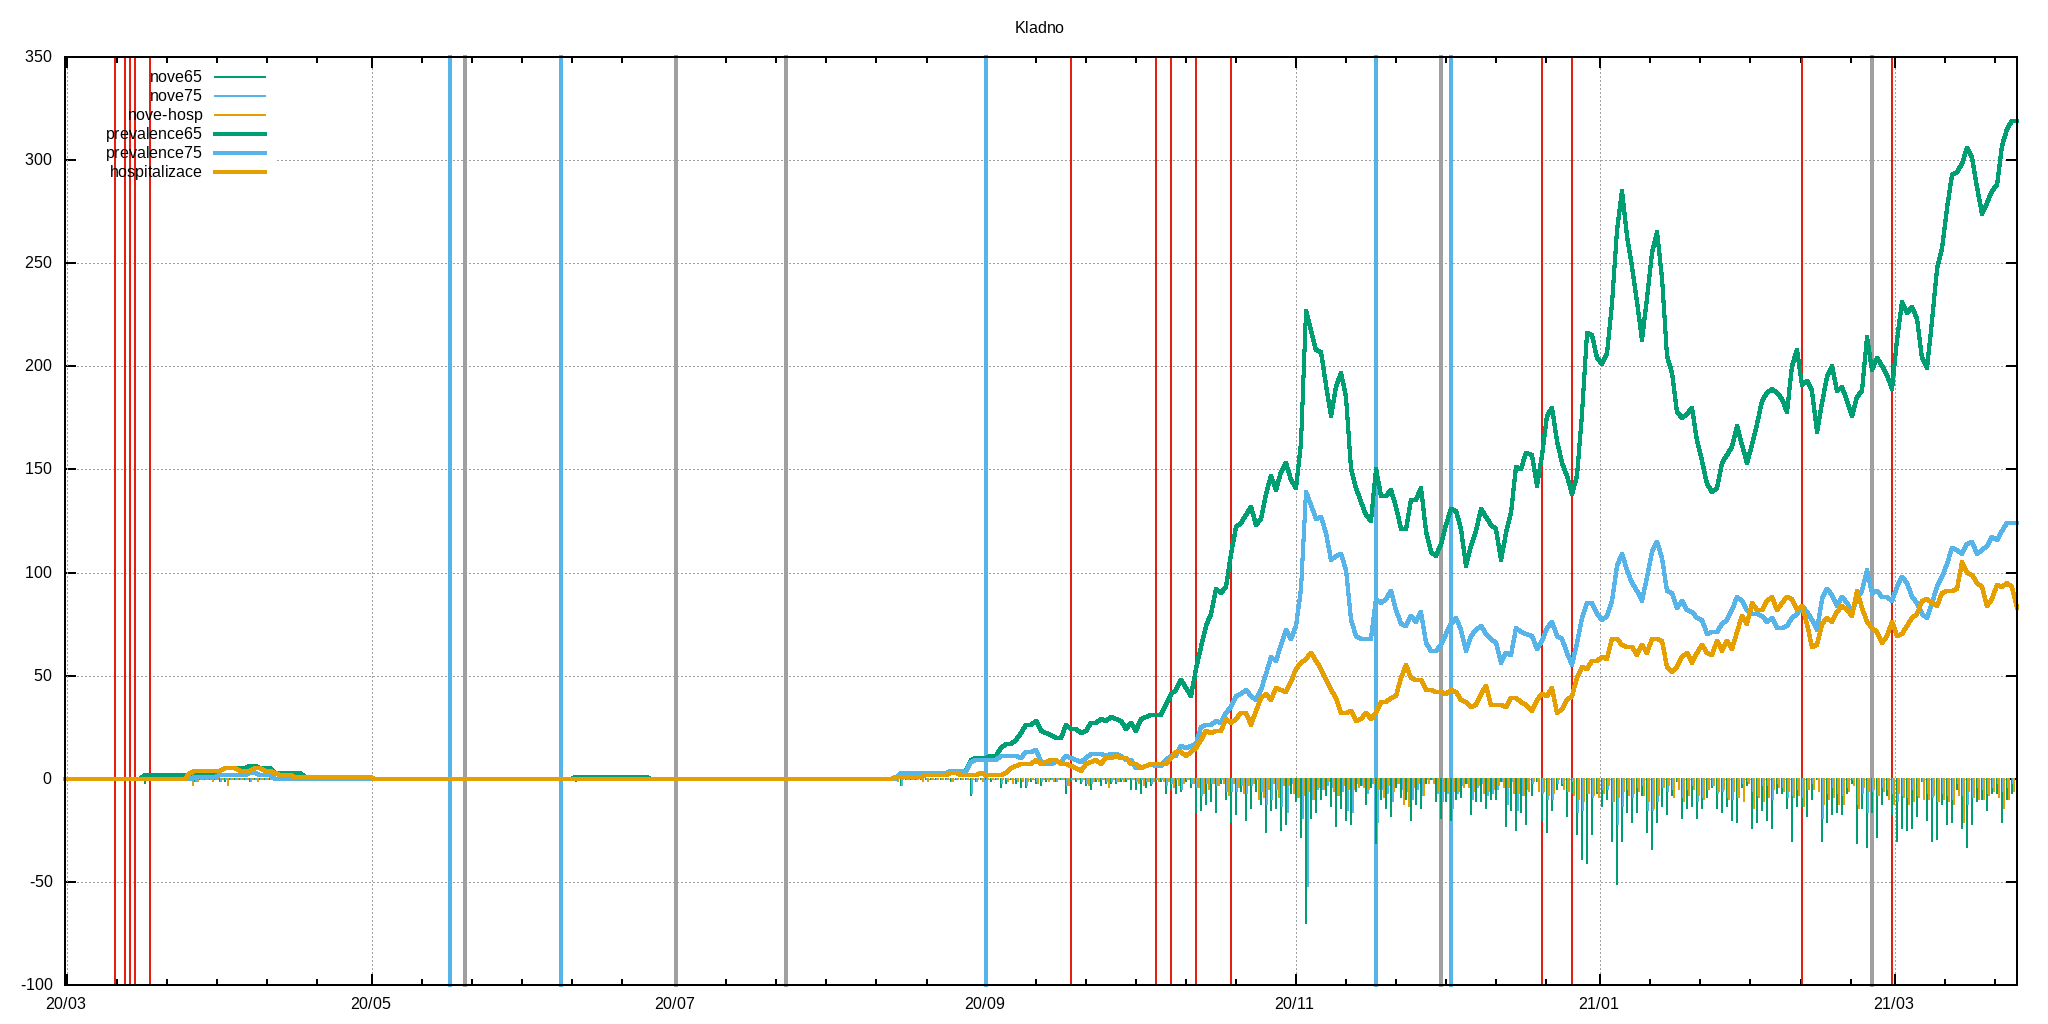 Kladno
350
300
250
200
150
100
50
0
-50
-100
nove65
nove75
nove-hosp
prevalence65
prevalence75
hospitalizace
20/03 20/05 20/07 20/09 20/11 21/01 21/03